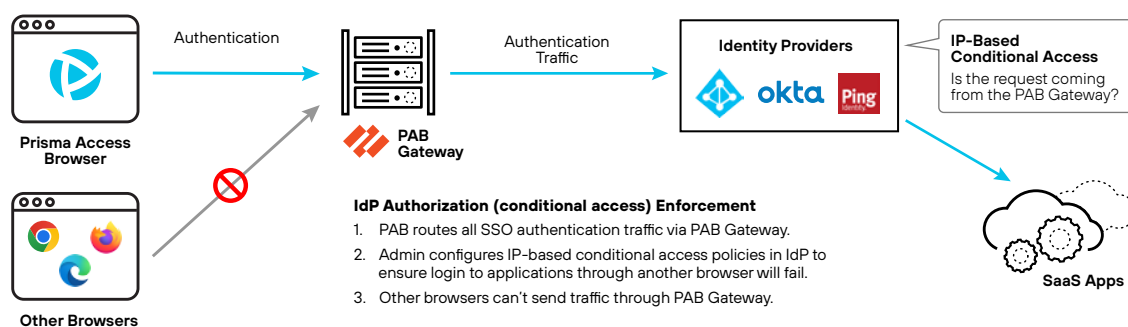 Authentication
Prisma Access
Browser
PAB
Gateway
Authentication
Traffic
Identity Providers
okta
Ping
Identity.
IP-Based
Conditional Access
Is the request coming
from the PAB Gateway?
SaaS Apps
Other Browsers
IdP Authorization (conditional access) Enforcement
1. PAB routes all SSO authentication traffic via PAB Gateway.
2. Admin configures IP-based conditional access policies in IdP to
ensure login to applications through another browser will fail.
3. Other browsers can't send traffic through PAB Gateway.